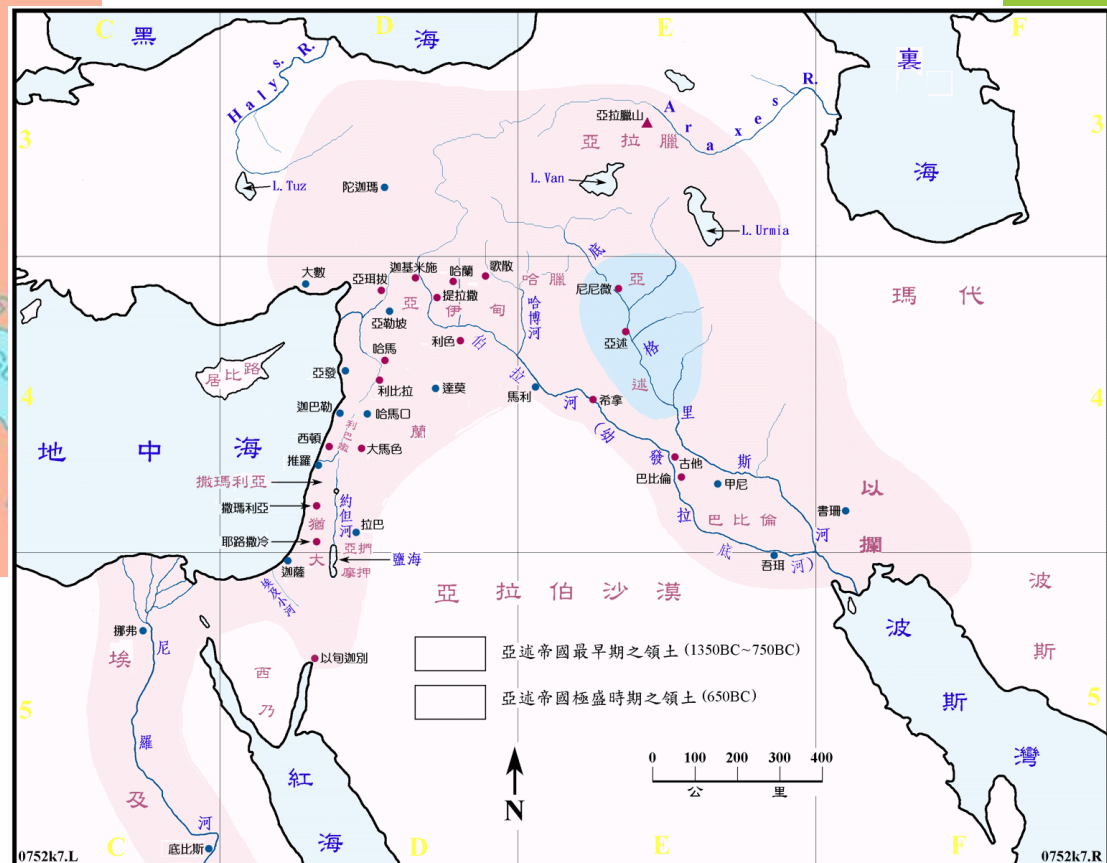 C
D
E
F
黑
海
裏
海
Halys. R.
Araxes R.
3
3
亞拉臘山
亞拉臘
L. Tuz
陀迦瑪
L. Van
L. Urmia
大數
亞珥拔
迦基米施
哈蘭
歌散
哈臘
提拉撒
亞伊甸
哈博河
亞勒坡
尼尼微
亞述
亞述
底格里斯河
瑪代
居比路
亞發
哈馬
利色
利比拉
達莫
馬利
希拿
伯拉河(幼發拉底河)
4
4
迦巴勒
哈馬口
利巴嫩
蘭
地中海
西頓
大馬色
推羅
撒瑪利亞
撒瑪利亞
約但河
拉巴
古他
巴比倫
甲尼
巴比倫
書珊
以攔
耶路撒冷
猶大
亞捫
鹽海
摩押
迦薩
埃及小河
吾珥
亞拉伯沙漠
波斯
挪弗
埃及
尼羅河
以旬迦別
西乃
亞述帝國最早期之領土 (1350BC~750BC)
亞述帝國極盛時期之領土 (650BC)
波斯灣
5
5
紅海
N
0 100 200 300 400
公里
底比斯
C
D
E
F
0752k7.L
0752k7.R